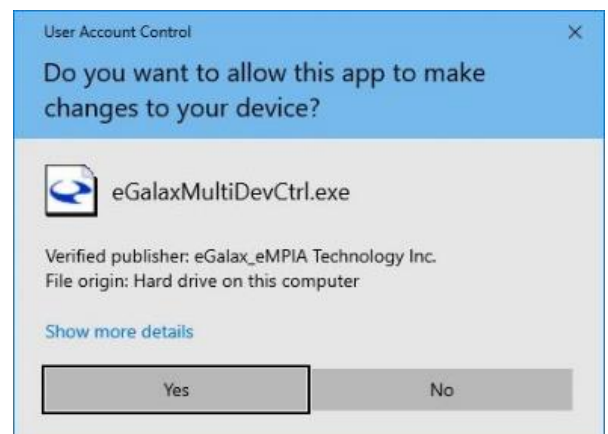 User Account Control
Do you want to allow this app to make
changes to your device?
eGalaxMultiDevCtrl.exe
Verified publisher: eGalax_eMPIA Technology Inc.
File origin: Hard drive on this computer
Show more details
Yes
No